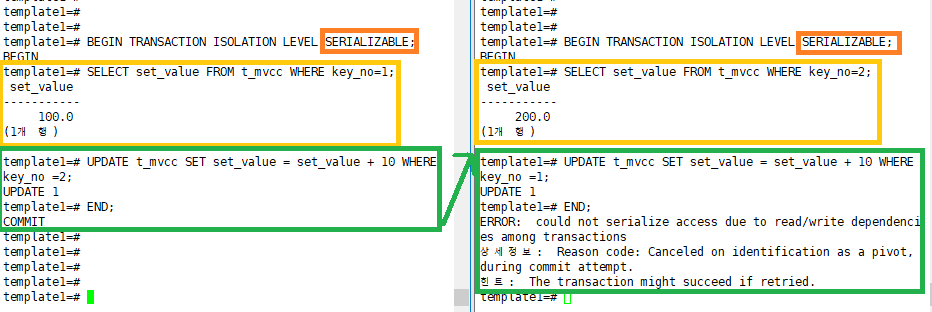 template1=#
template1=#
template1=# BEGIN TRANSACTION ISOLATION LEVEL SERIALIZABLE;
BEGIN
template1=# SELECT set_value FROM t_mvcc WHERE key_no=1;
 set_value
-----------
     100.0
(1개 행)

template1=# UPDATE t_mvcc SET set_value = set_value + 10 WHERE
key_no =2;
UPDATE 1
template1=# END;
COMMIT
template1=#
template1=#
template1=#
template1=#
template1=#
template1=#
template1=#
template1=# BEGIN TRANSACTION ISOLATION LEVEL SERIALIZABLE;
BEGIN
template1=# SELECT set_value FROM t_mvcc WHERE key_no=2;
 set_value
-----------
     200.0
(1개 행)

template1=# UPDATE t_mvcc SET set_value = set_value + 10 WHERE
key_no =1;
UPDATE 1
template1=# END;
ERROR:  could not serialize access due to read/write dependenci
es among transactions
상세정보:  Reason code: Canceled on identification as a pivot,
during commit attempt.
힌트:  The transaction might succeed if retried.
template1=#